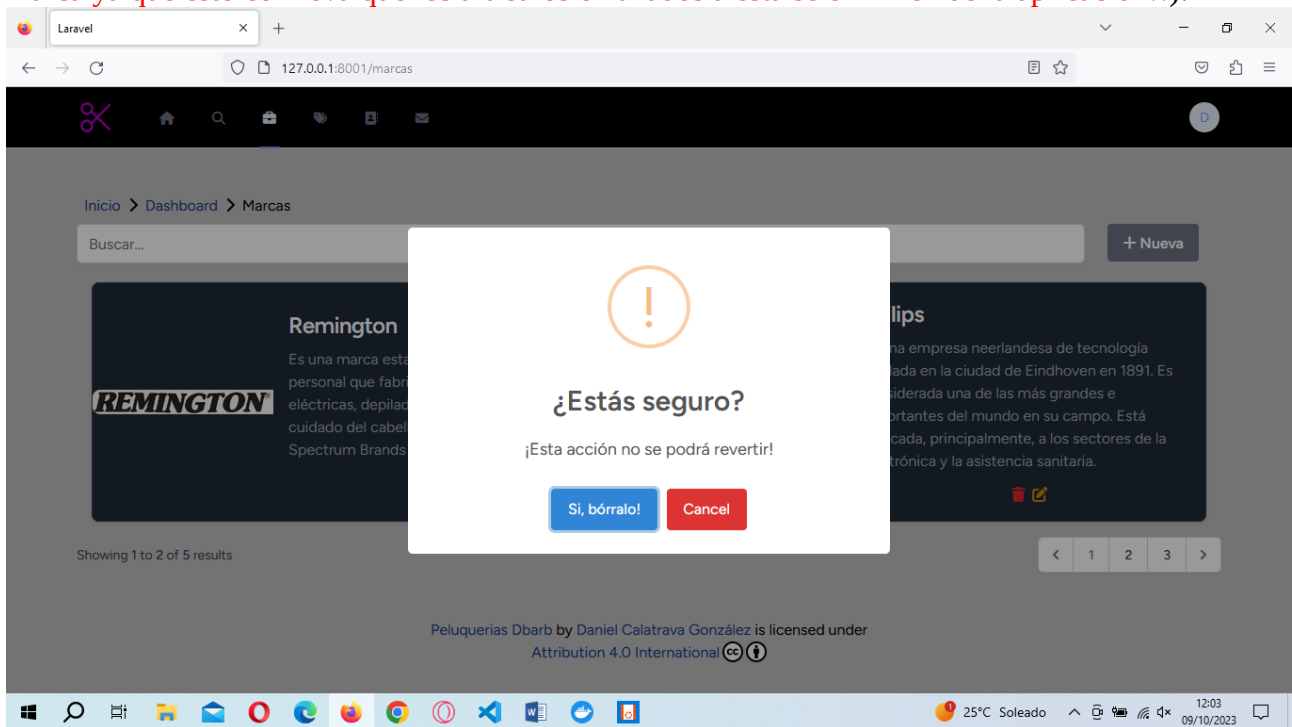 Laravel
127.0.0.1:8001/marcas
D
Inicio > Dashboard > Marcas
Buscar...
+ Nueva
Remington
Es una marca esta
personal que fabri
eléctricas, depilad
cuidado del cabel
Spectrum Brands
REMINGTON
!
¿Estás seguro?
¡Esta acción no se podrá revertir!
Si, bórralo!
Cancel
lips
na empresa neerlandesa de tecnología
lada en la ciudad de Eindhoven en 1891. Es
siderada una de las más grandes e
ortantes del mundo en su campo. Está
cada, principalmente, a los sectores de la
trónica y la asistencia sanitaria.
Showing 1 to 2 of 5 results
< 1 2 3 >
Peluquerias Dbarb by Daniel Calatrava González is licensed under
Attribution 4.0 International
25°C Soleado
12:03
09/10/2023